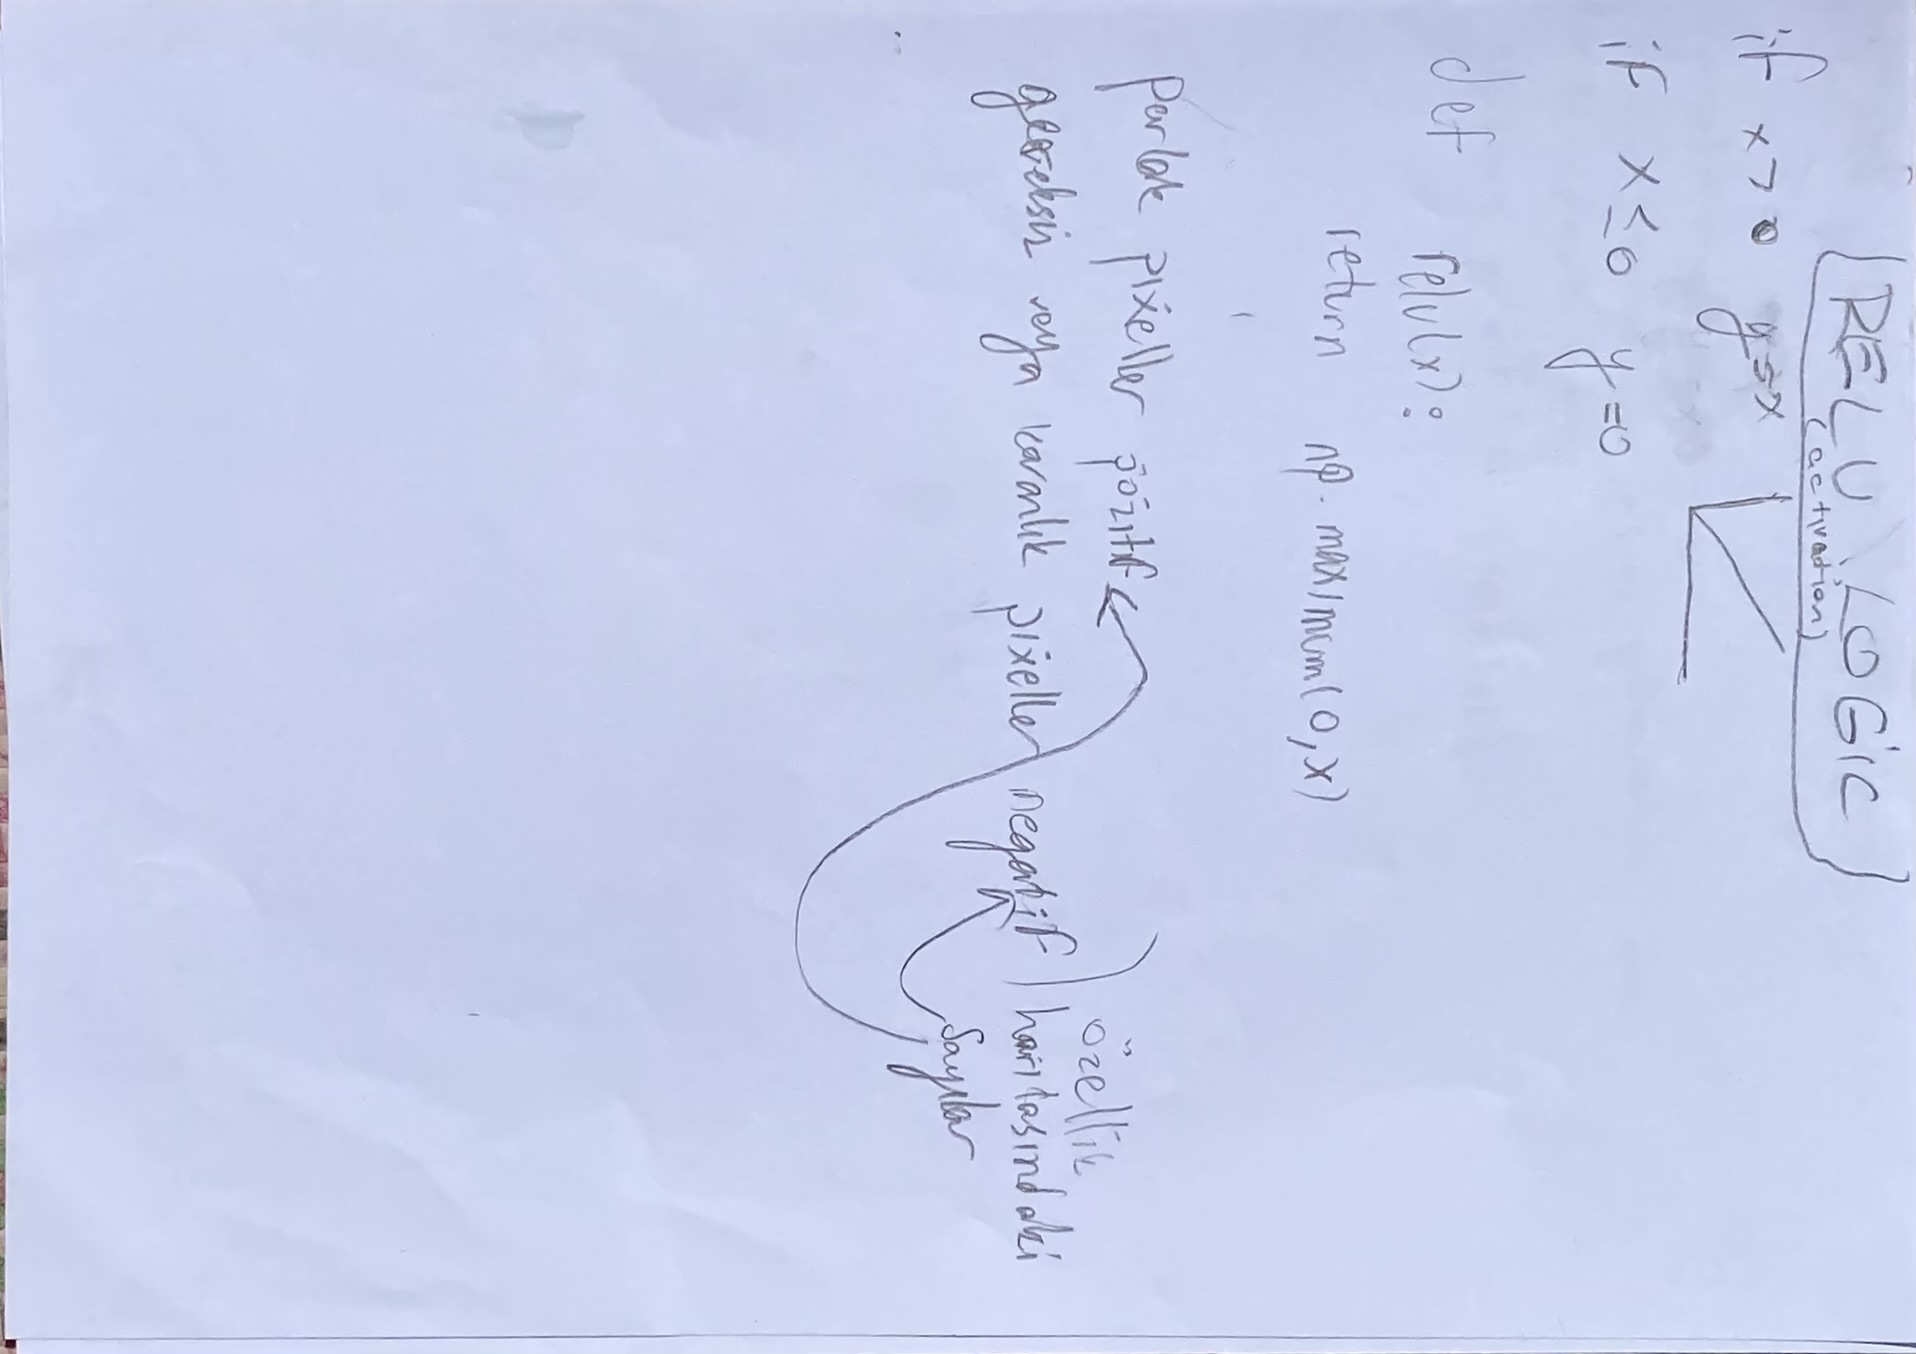 RELU LOGIC
(activation)
if x > 0 y = x
if x ≤ 0 y = 0
def relu(x):
return np. maximum(0,x)
parlak pixeller pozitif
gereksiz veya karanlık pixeller negatif
özellik
haritasındaki
sayılar